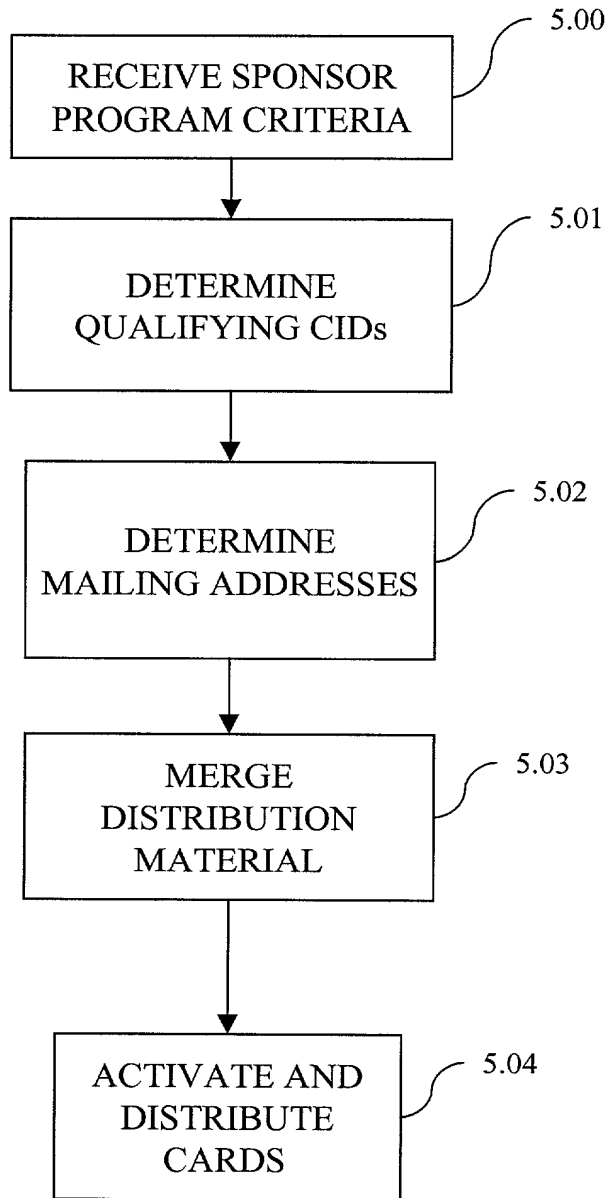 5.00
RECEIVE SPONSOR
PROGRAM CRITERIA
5.01
DETERMINE
QUALIFYING CIDs
5.02
DETERMINE
MAILING ADDRESSES
5.03
MERGE
DISTRIBUTION
MATERIAL
5.04
ACTIVATE AND
DISTRIBUTE
CARDS